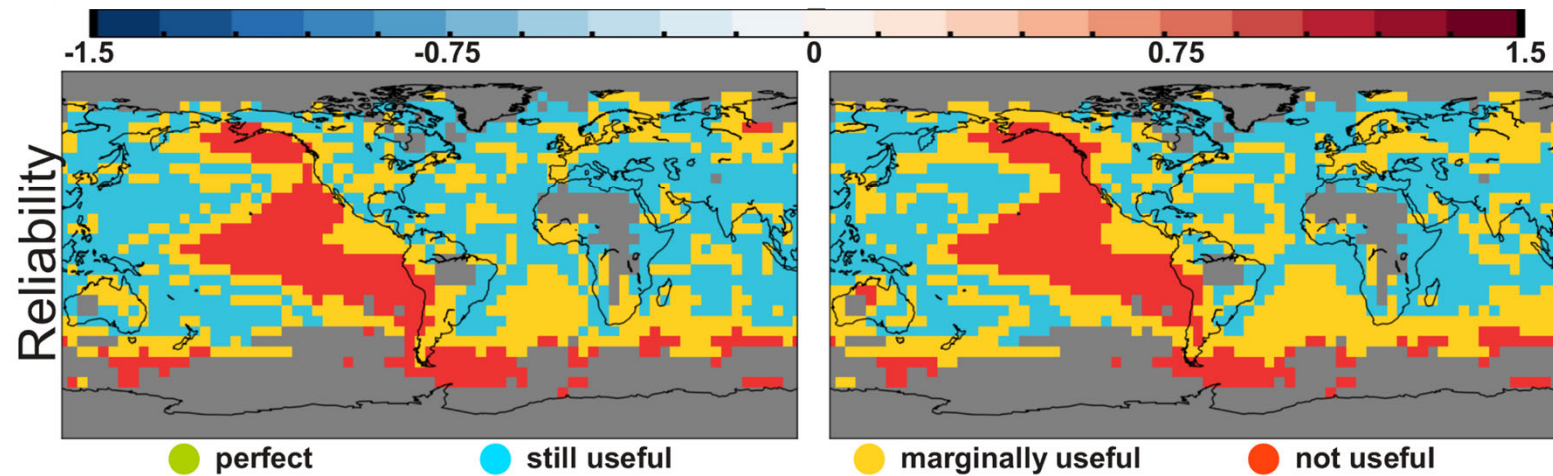 -1.5 -0.75 0 0.75 1.5
Reliability
perfect still useful marginally useful not useful